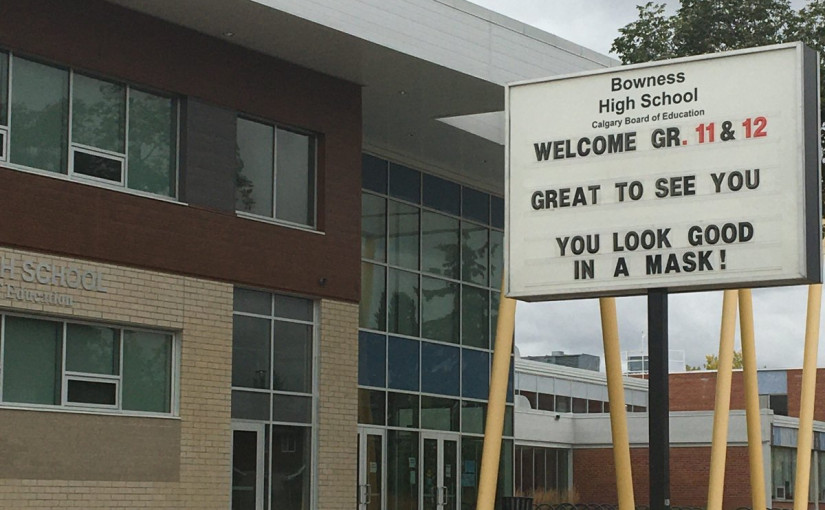 Bowness
High School
Calgary Board of Education
WELCOME GR. 11 & 12
GREAT TO SEE YOU
YOU LOOK GOOD
IN A MASK!
H SCHOOL
Education